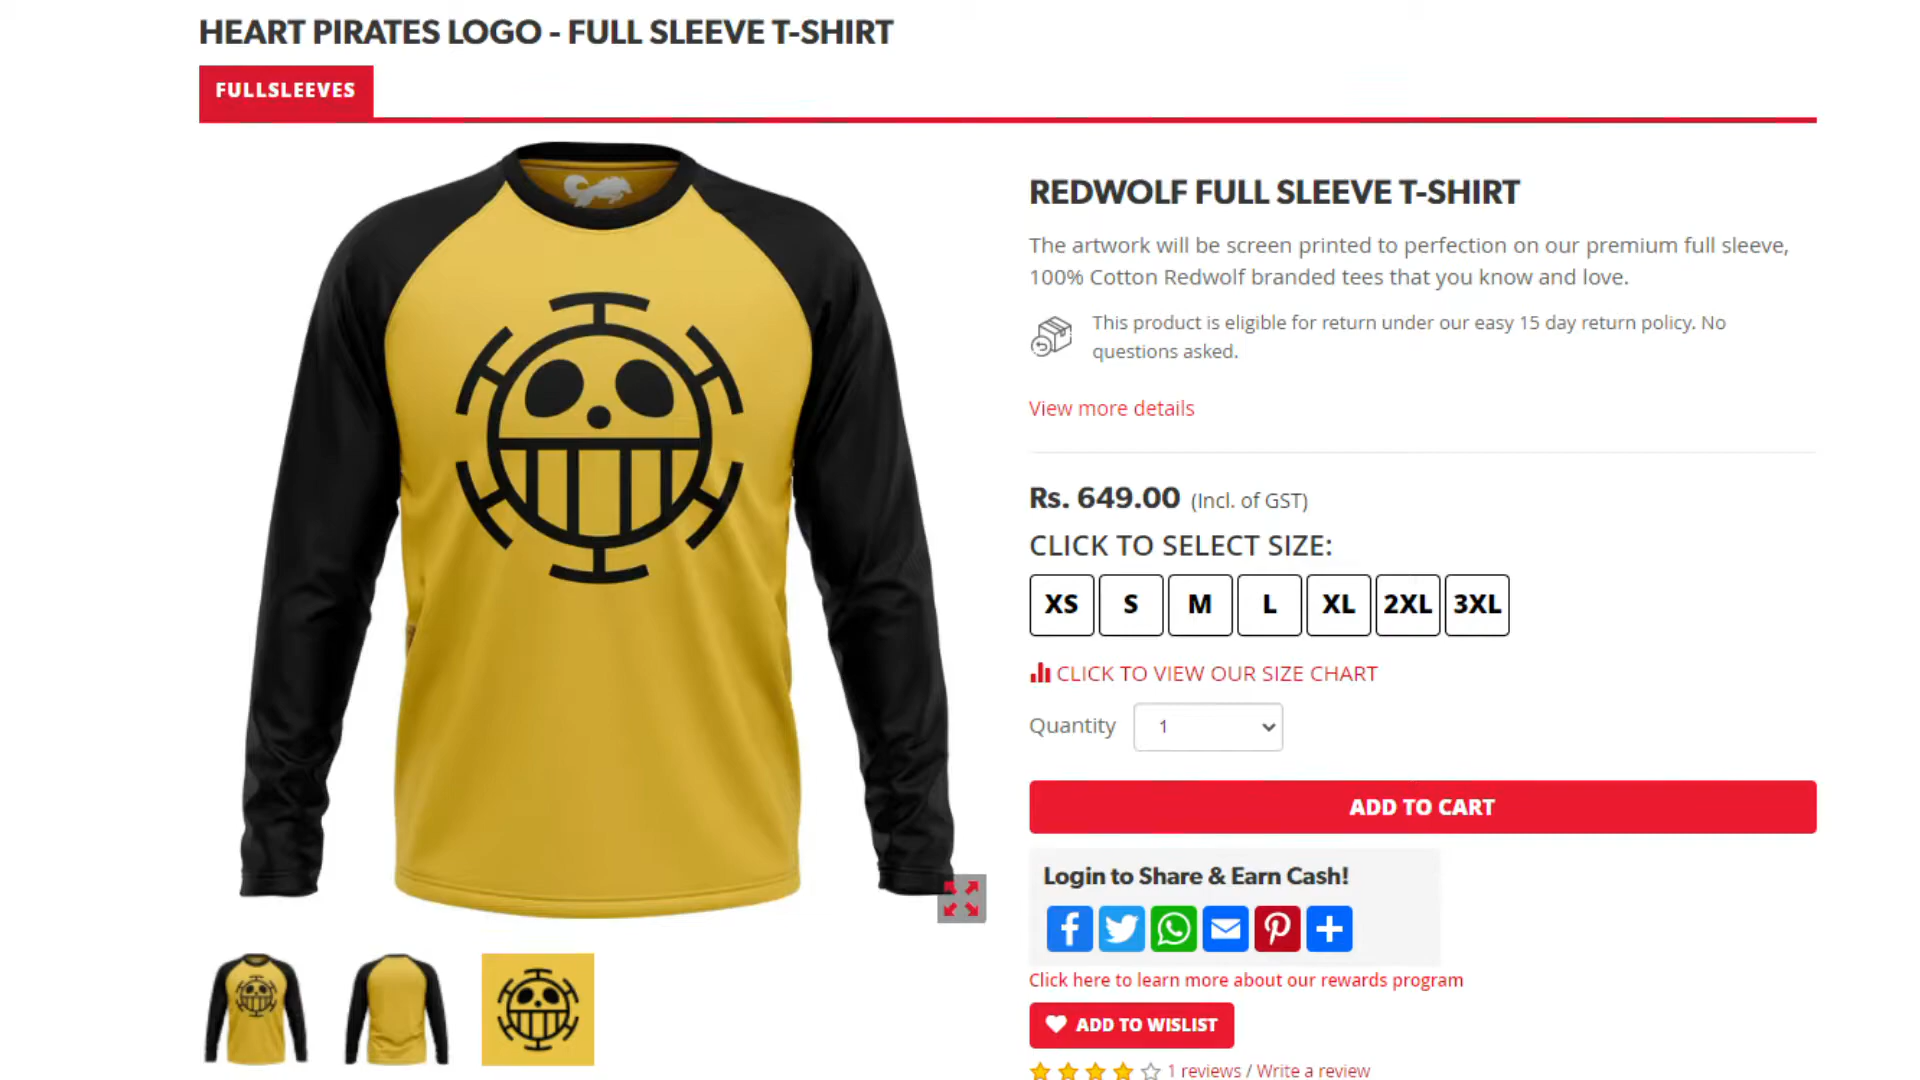 HEART PIRATES LOGO - FULL SLEEVE T-SHIRT
FULLSLEEVES
REDWOLF FULL SLEEVE T-SHIRT
The artwork will be screen printed to perfection on our premium full sleeve,
100% Cotton Redwolf branded tees that you know and love.
This product is eligible for return under our easy 15 day return policy. No
questions asked.
View more details
Rs. 649.00 (Incl. of GST)
CLICK TO SELECT SIZE:
XS S M L XL 2XL 3XL
CLICK TO VIEW OUR SIZE CHART
Quantity 1
ADD TO CART
Login to Share & Earn Cash!
Click here to learn more about our rewards program
ADD TO WISLIST
1 reviews / Write a review